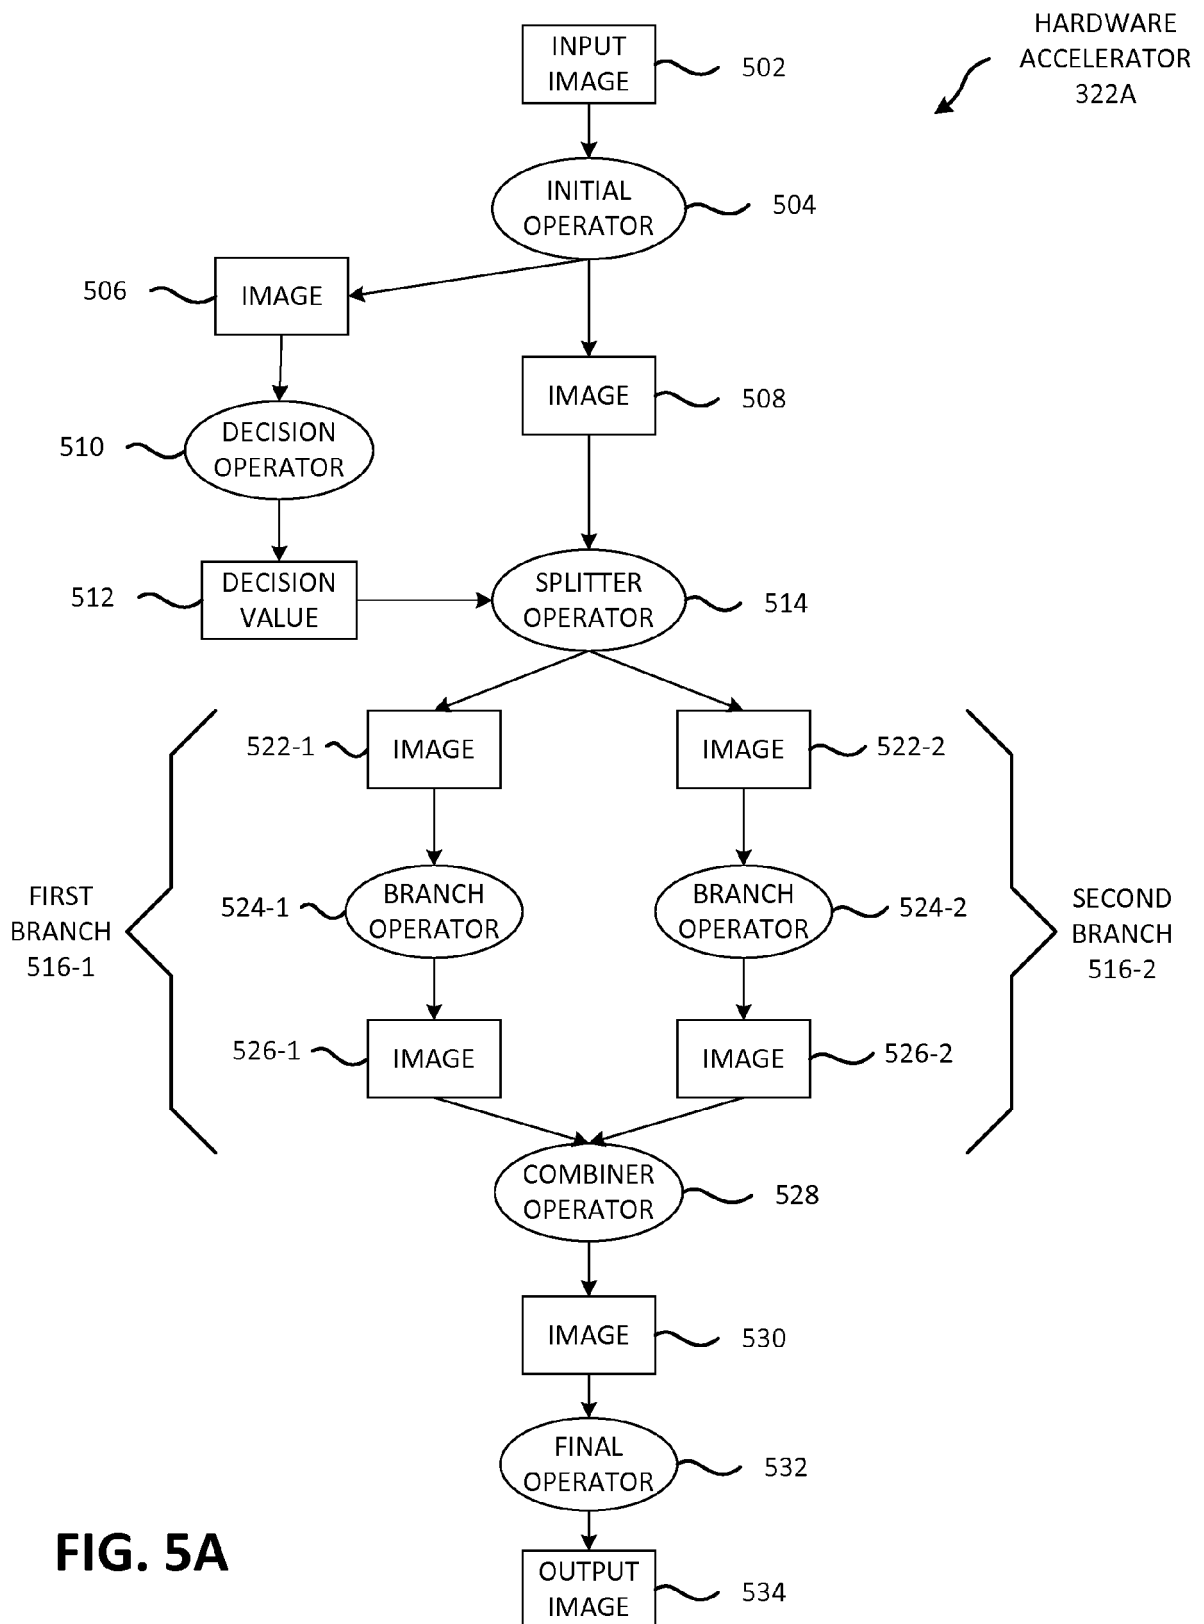 HARDWARE
ACCELERATOR
322A
INPUT
IMAGE
502
INITIAL
OPERATOR
504
506
IMAGE
IMAGE
508
510
DECISION
OPERATOR
512
DECISION
VALUE
SPLITTER
OPERATOR
514
522-1
IMAGE
IMAGE
522-2
FIRST
BRANCH
516-1
524-1
BRANCH
OPERATOR
BRANCH
OPERATOR
524-2
SECOND
BRANCH
516-2
526-1
IMAGE
IMAGE
526-2
COMBINER
OPERATOR
528
IMAGE
530
FINAL
OPERATOR
532
FIG. 5A
OUTPUT
IMAGE
534